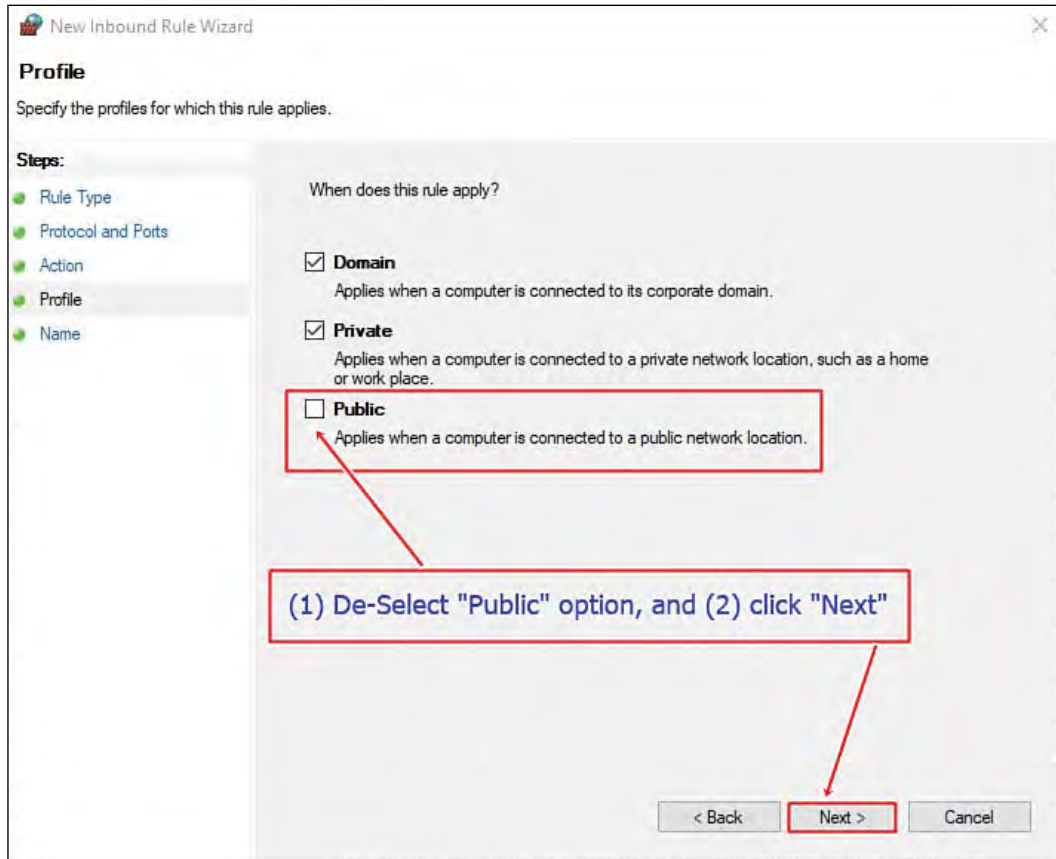 New Inbound Rule Wizard
Profile
Specify the profiles for which this rule applies.
Steps:
Rule Type
Protocol and Ports
Action
Profile
Name
When does this rule apply?
Domain
Applies when a computer is connected to its corporate domain.
Private
Applies when a computer is connected to a private network location, such as a home
or work place.
Public
Applies when a computer is connected to a public network location.
(1) De-Select "Public" option, and (2) click "Next"
< Back
Next >
Cancel